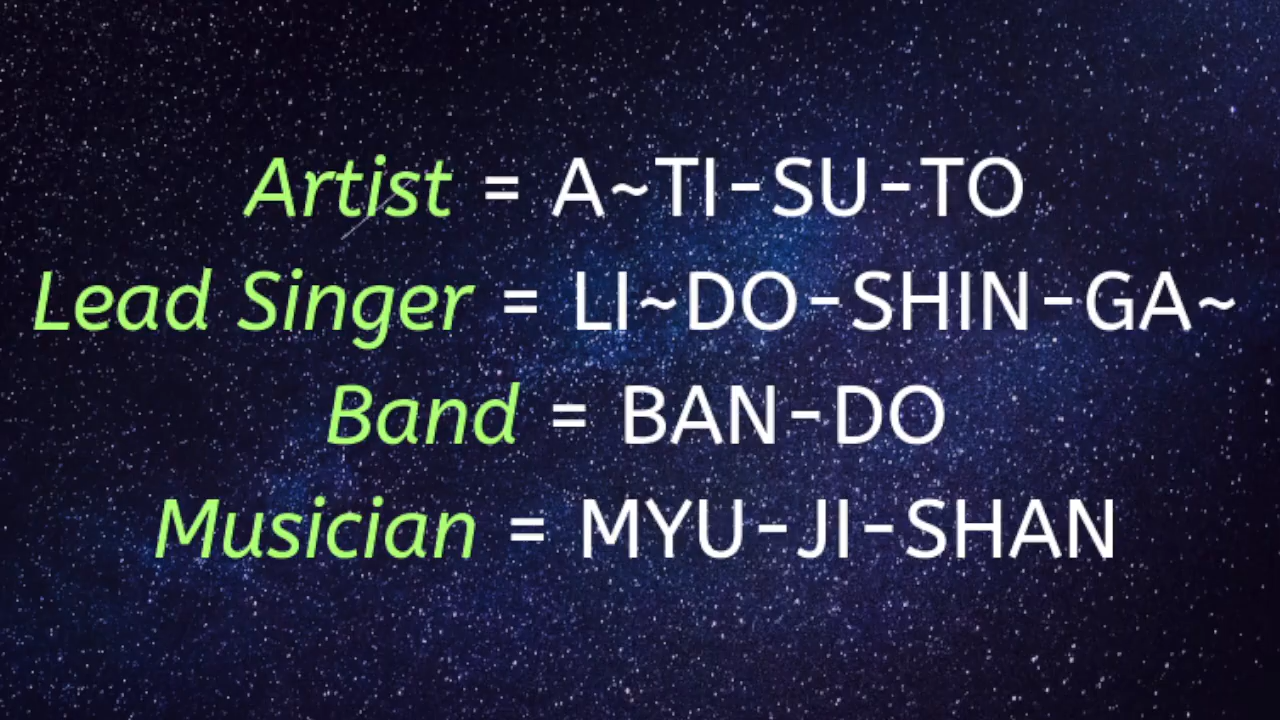 Artist = A~TI-SU-TO
Lead Singer = LI~DO-SHIN-GA~
Band = BAN-DO
Musician = MYU-JI-SHAN